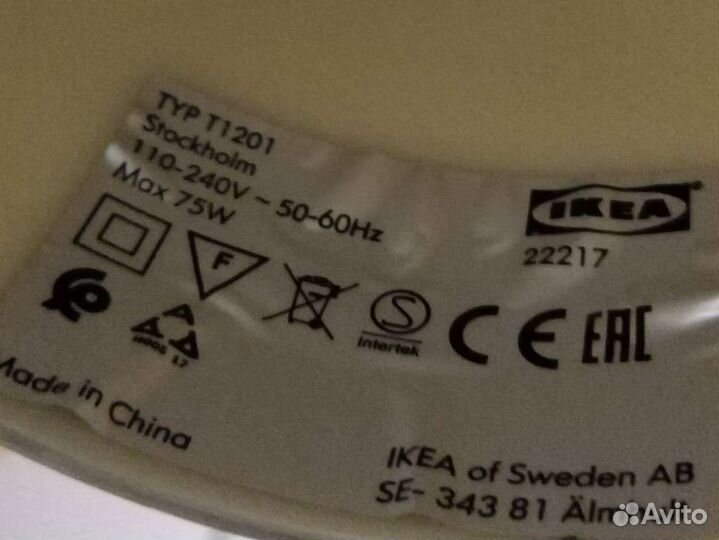 TYP T1201
Stockholm
110-240V ~ 50-60Hz
Max 75W
IKEA
22217
F
S
Intertek
CE
EAC
Made in China
IKEA of Sweden AB
SE- 343 81
Avito